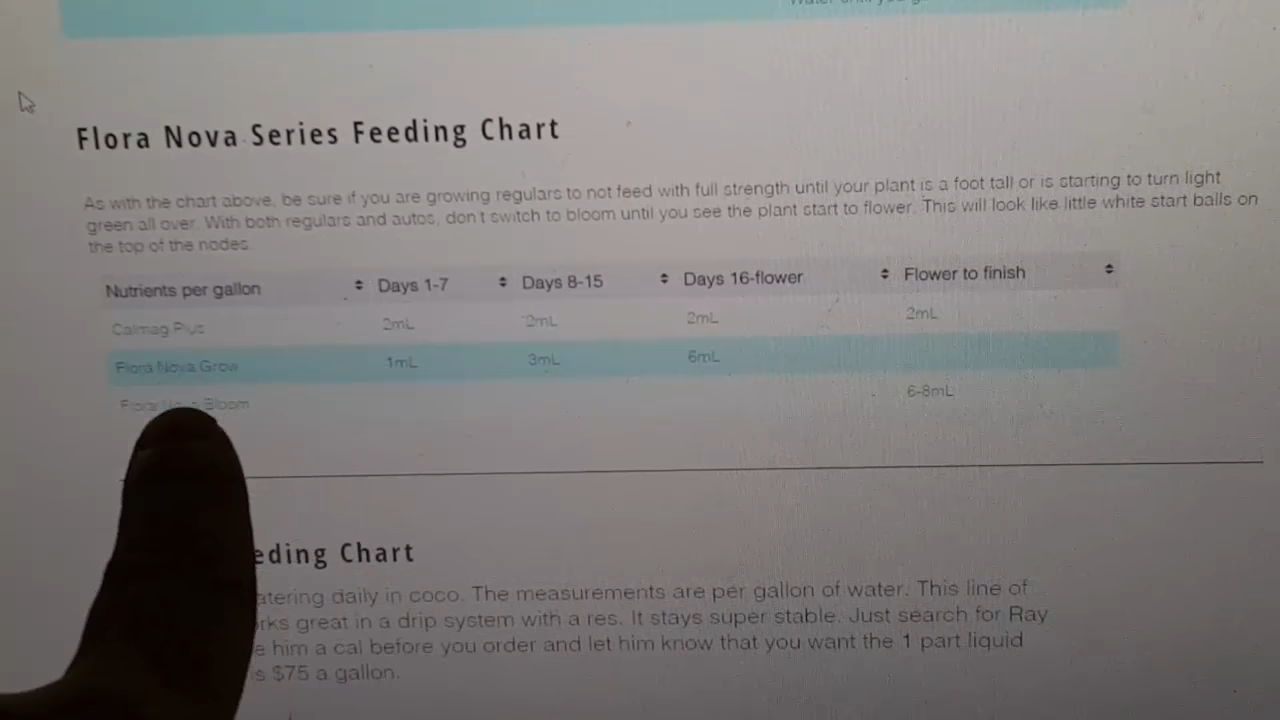 Flora Nova Series Feeding Chart
As with the chart above, be sure if you are growing regulars to not feed with full strength until your plant is a foot tall or is starting to turn light
green all over. With both regulars and autos, don't switch to bloom until you see the plant start to flower. This will look like little white start balls on
the top of the nodes.
Nutrients per gallon Days 1-7 Days 8-15 Days 16-flower Flower to finish
Calmag Plus 2mL 2mL 2mL 2mL
Flora Nova Grow 1mL 3mL 6mL
Flora Nova Bloom 6-8mL
eding Chart
atering daily in coco. The measurements are per gallon of water. This line of
rks great in a drip system with a res. It stays super stable. Just search for Ray
e him a cal before you order and let him know that you want the 1 part liquid
s $75 a gallon.